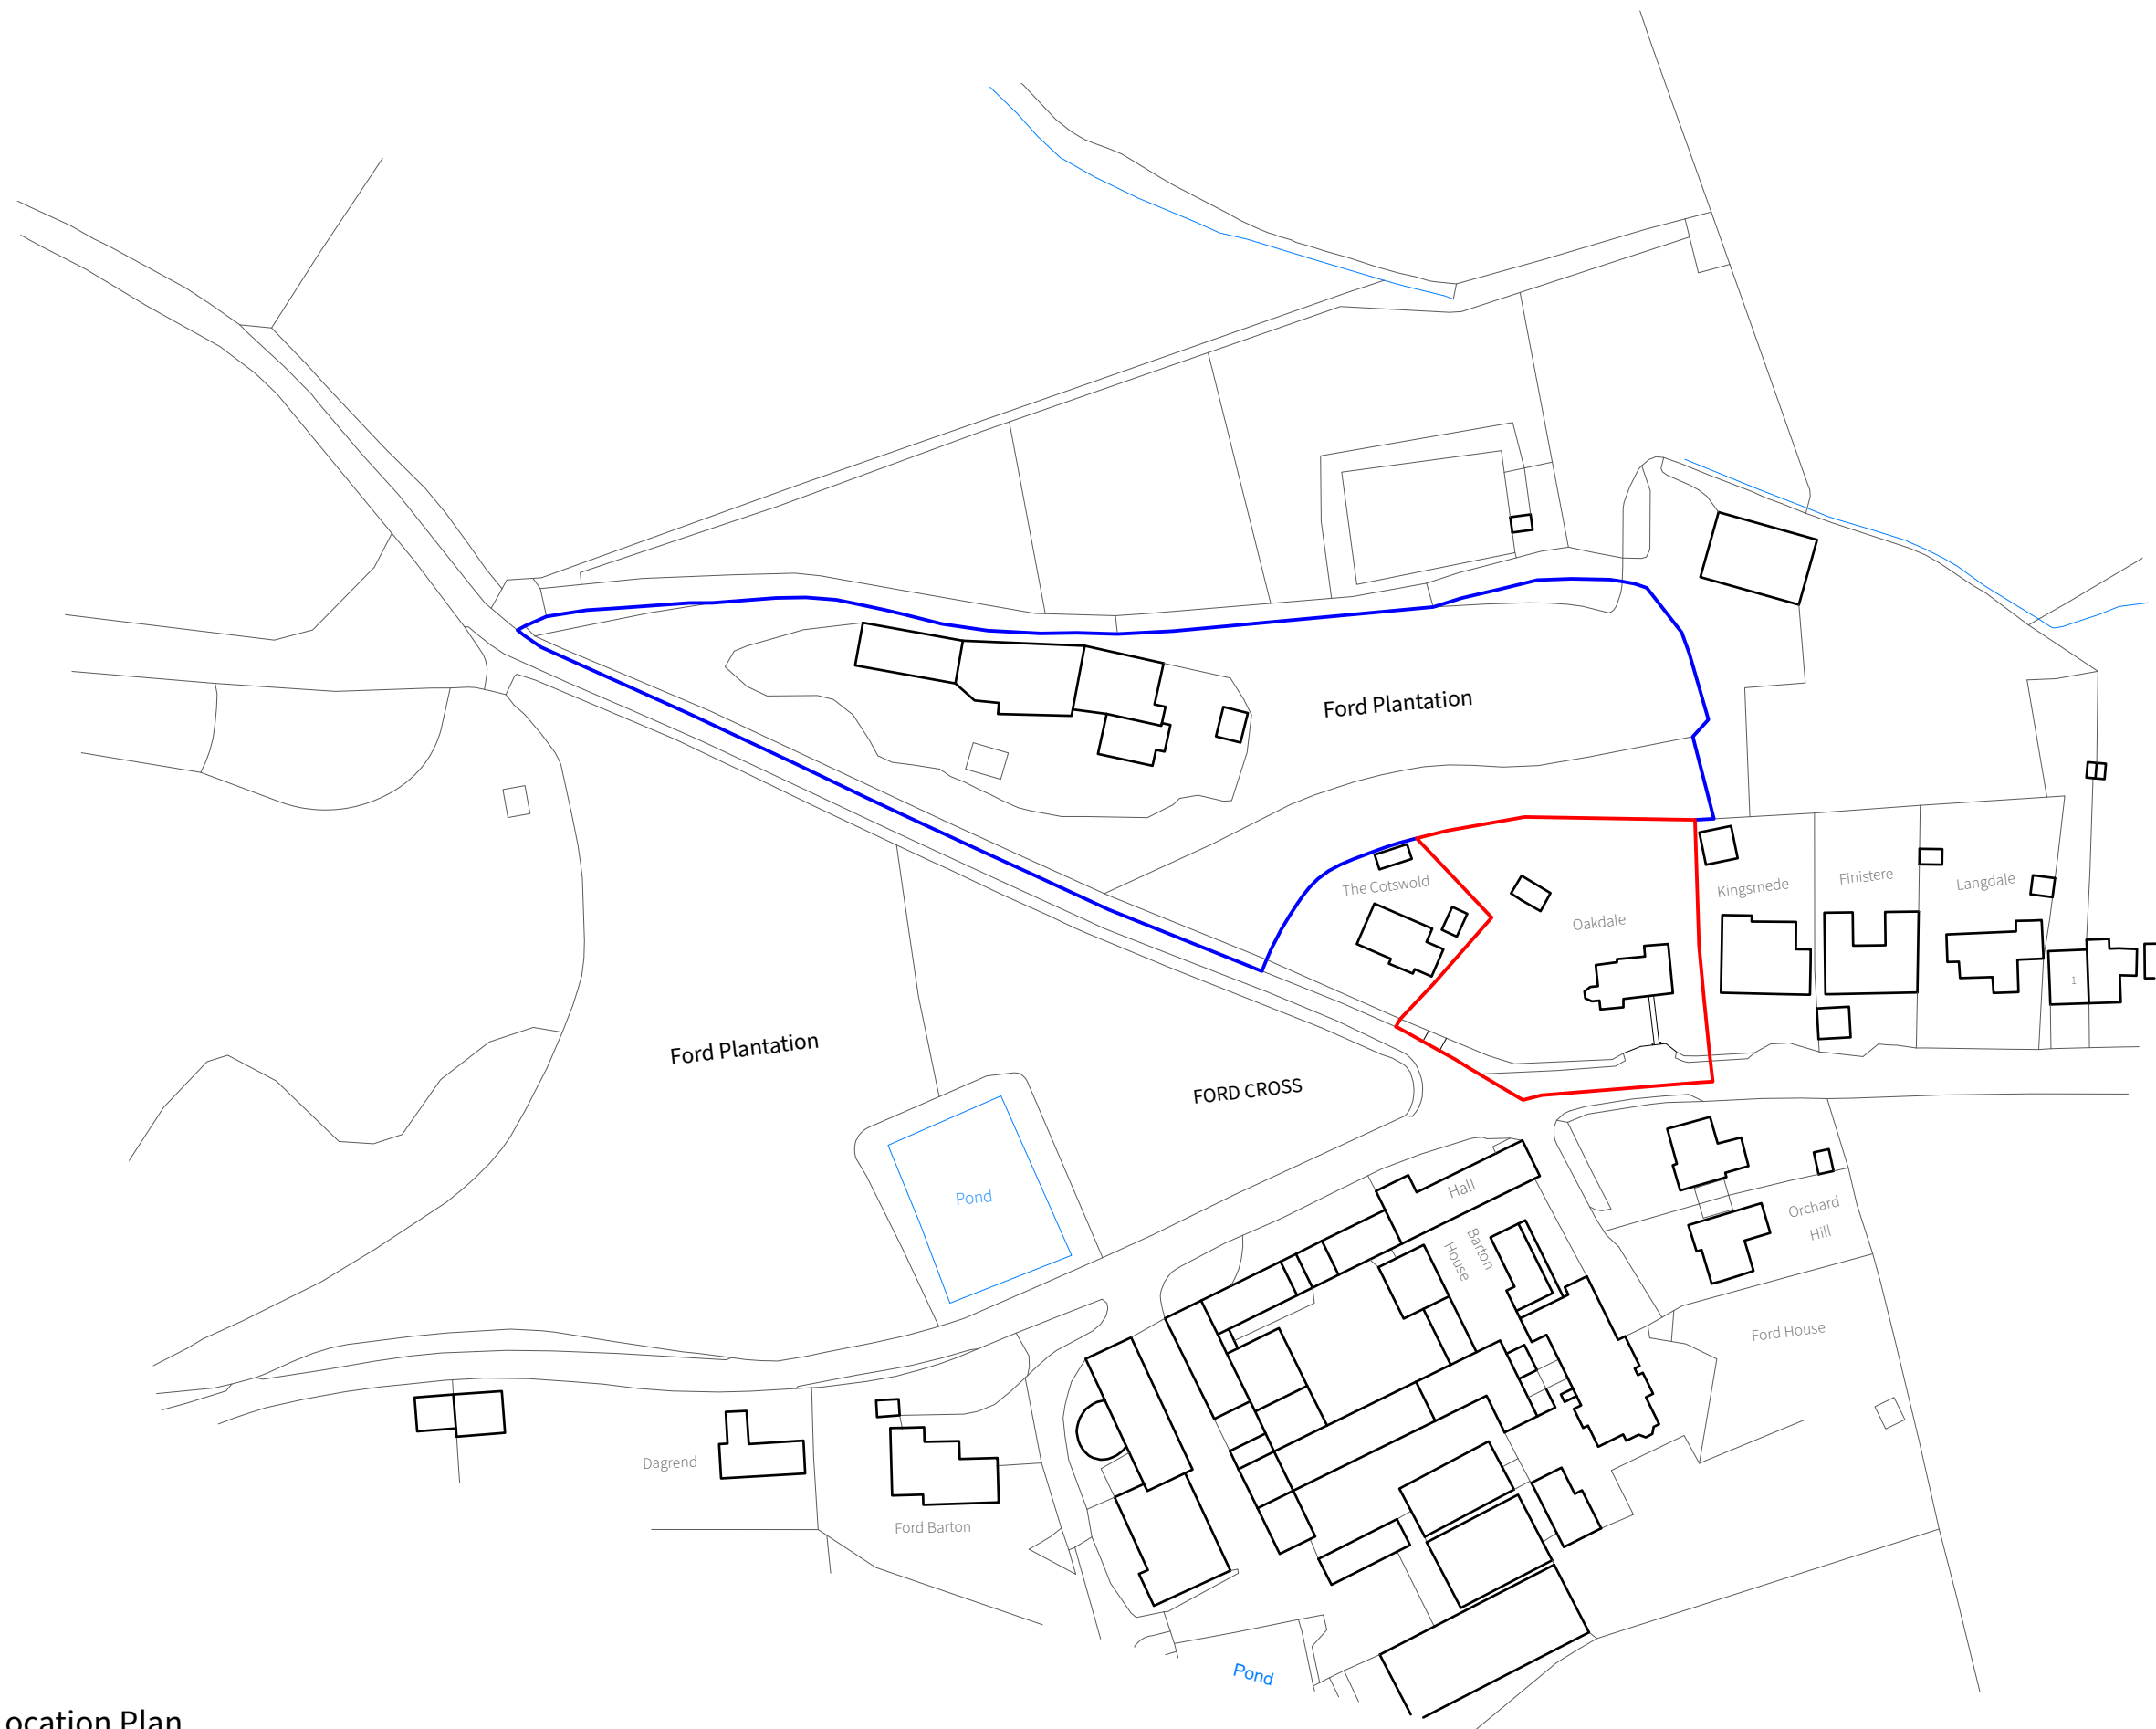 Ford Plantation
The Cotswold
Kingsmede
Finistere
Langdale
Oakdale
1
Ford Plantation
FORD CROSS
Pond
Hall
Barton
House
Orchard
Hill
Ford House
Dagrend
Ford Barton
Pond
ocation Plan